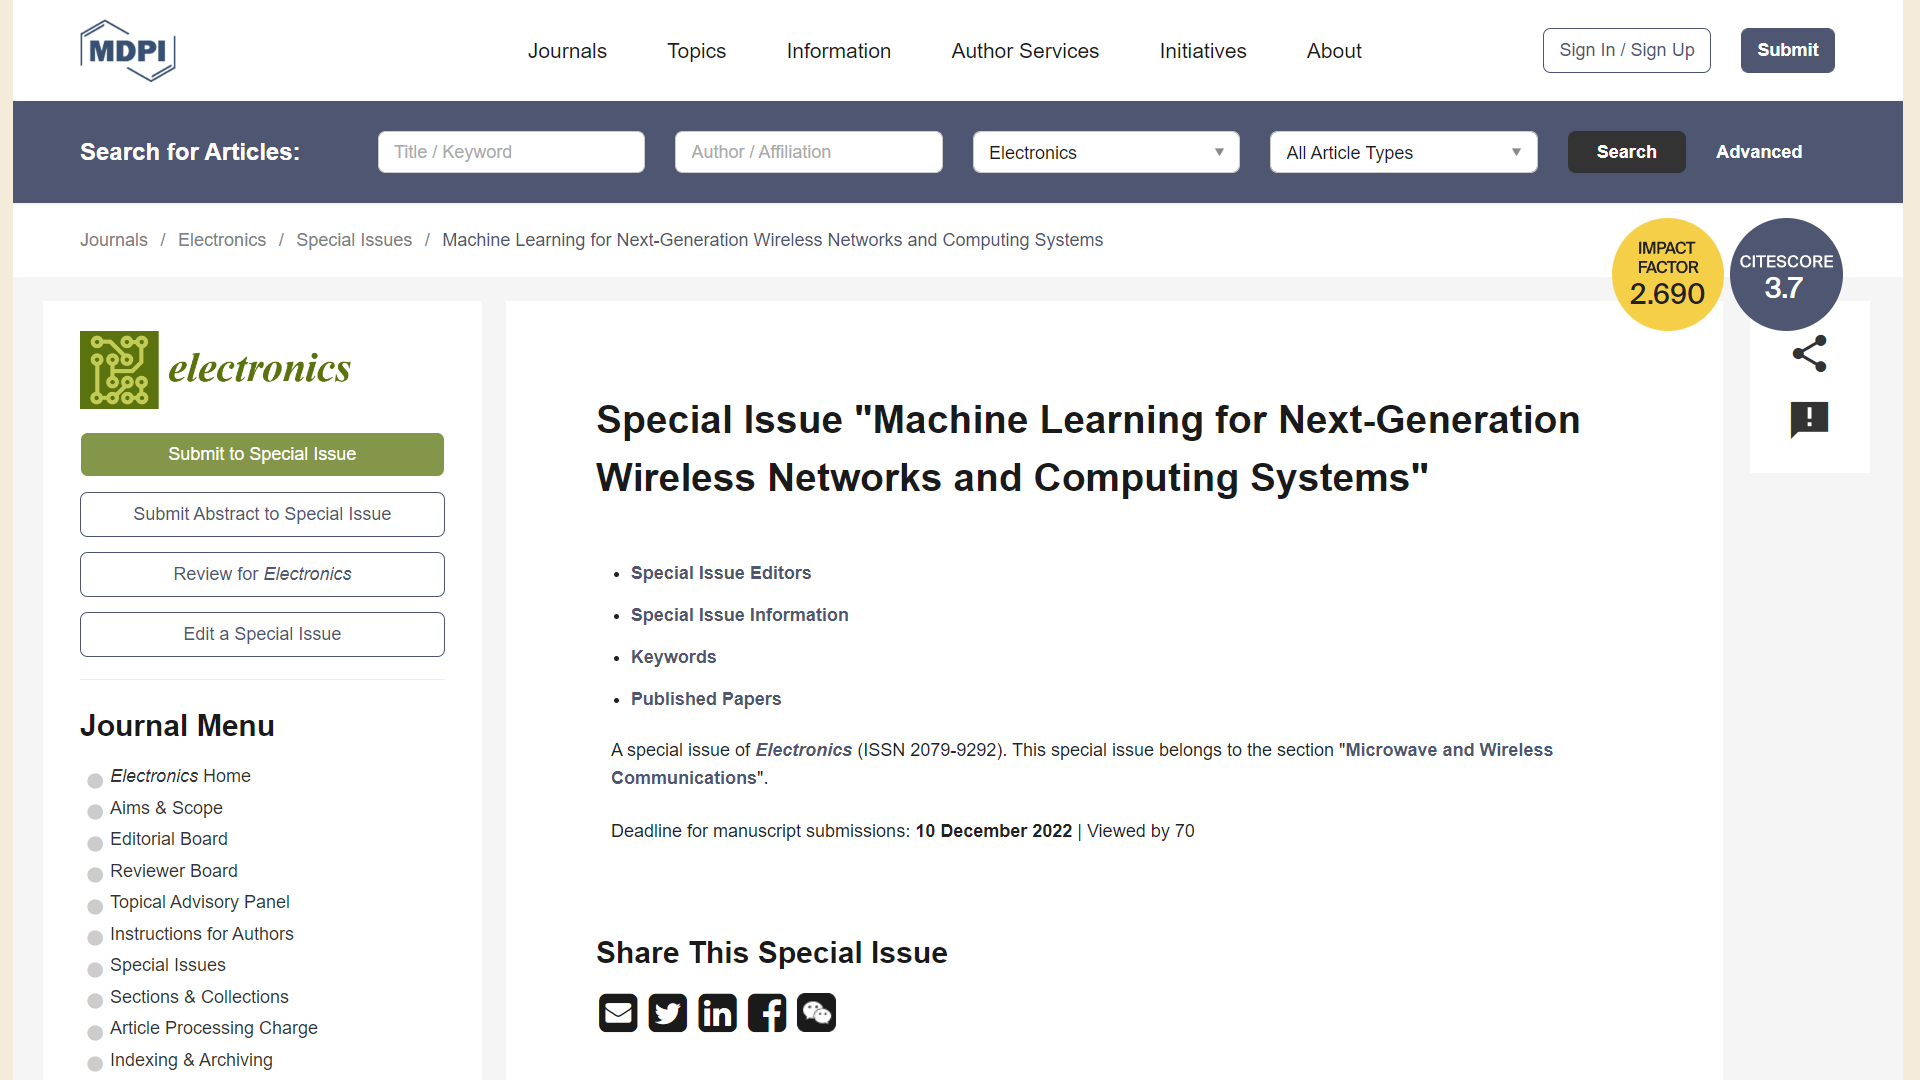 MDPI
Journals Topics Information Author Services Initiatives About Sign In / Sign Up Submit
Search for Articles: Title / Keyword Author / Affiliation Electronics All Article Types Search Advanced
Journals / Electronics / Special Issues / Machine Learning for Next-Generation Wireless Networks and Computing Systems
IMPACT
FACTOR
2.690
CITESCORE
3.7
electronics
Submit to Special Issue
Submit Abstract to Special Issue
Review for Electronics
Edit a Special Issue
Journal Menu
Electronics Home
Aims & Scope
Editorial Board
Reviewer Board
Topical Advisory Panel
Instructions for Authors
Special Issues
Sections & Collections
Article Processing Charge
Indexing & Archiving
Special Issue "Machine Learning for Next-Generation
Wireless Networks and Computing Systems"
Special Issue Editors
Special Issue Information
Keywords
Published Papers
A special issue of Electronics (ISSN 2079-9292). This special issue belongs to the section "Microwave and Wireless
Communications".
Deadline for manuscript submissions: 10 December 2022 | Viewed by 70
Share This Special Issue